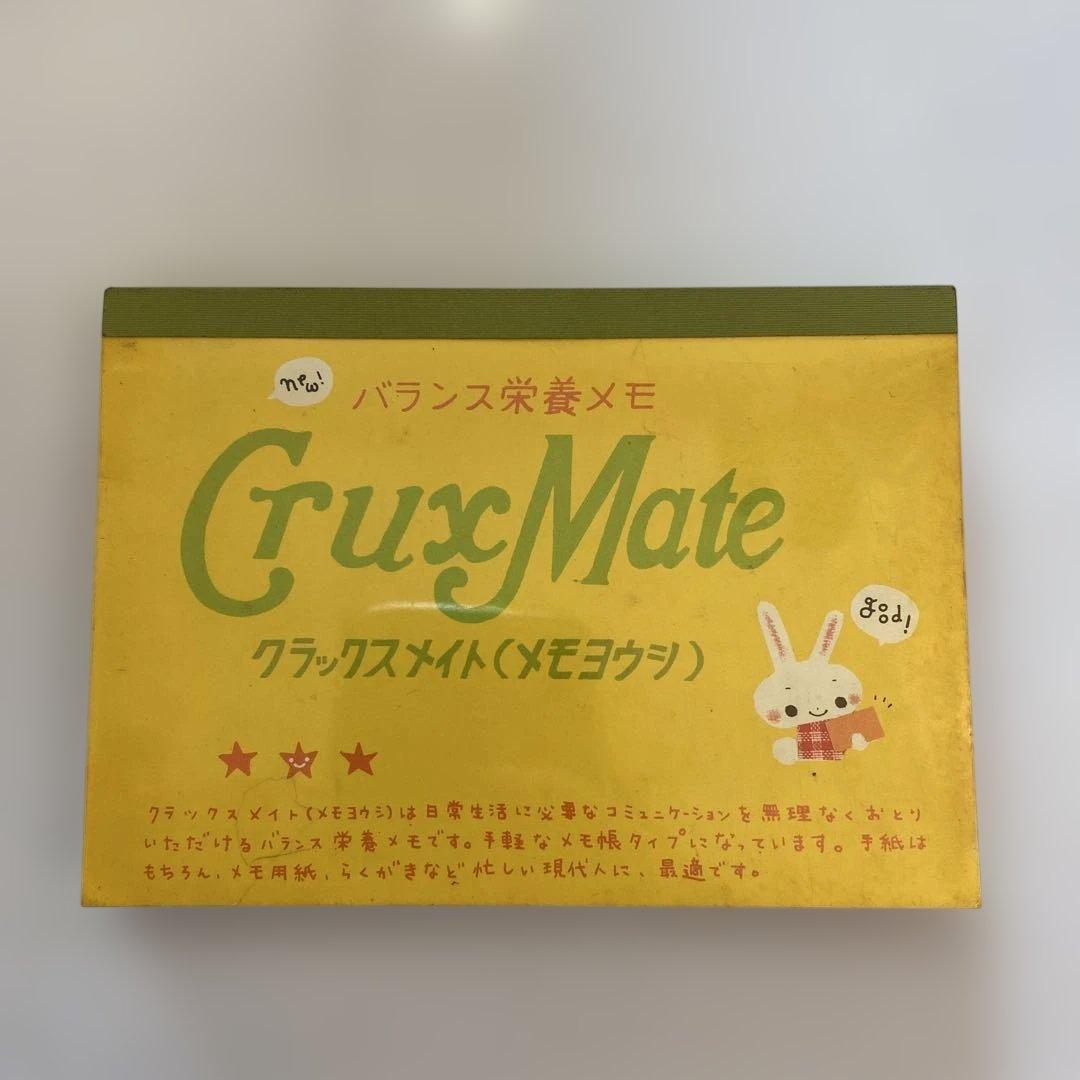 new!
バランス栄養メモ
CruxMate
クラックスメイト(メモヨウシ)
good!
クラックスメイト(メモヨウシ)は日常生活に必要なコミュニケーションを無理なくおとり
いただけるバランス栄養メモです。手軽なメモ帳タイプになっています。手紙は
もちろん、メモ用紙、らくがきなど忙しい現代人に、最適です。